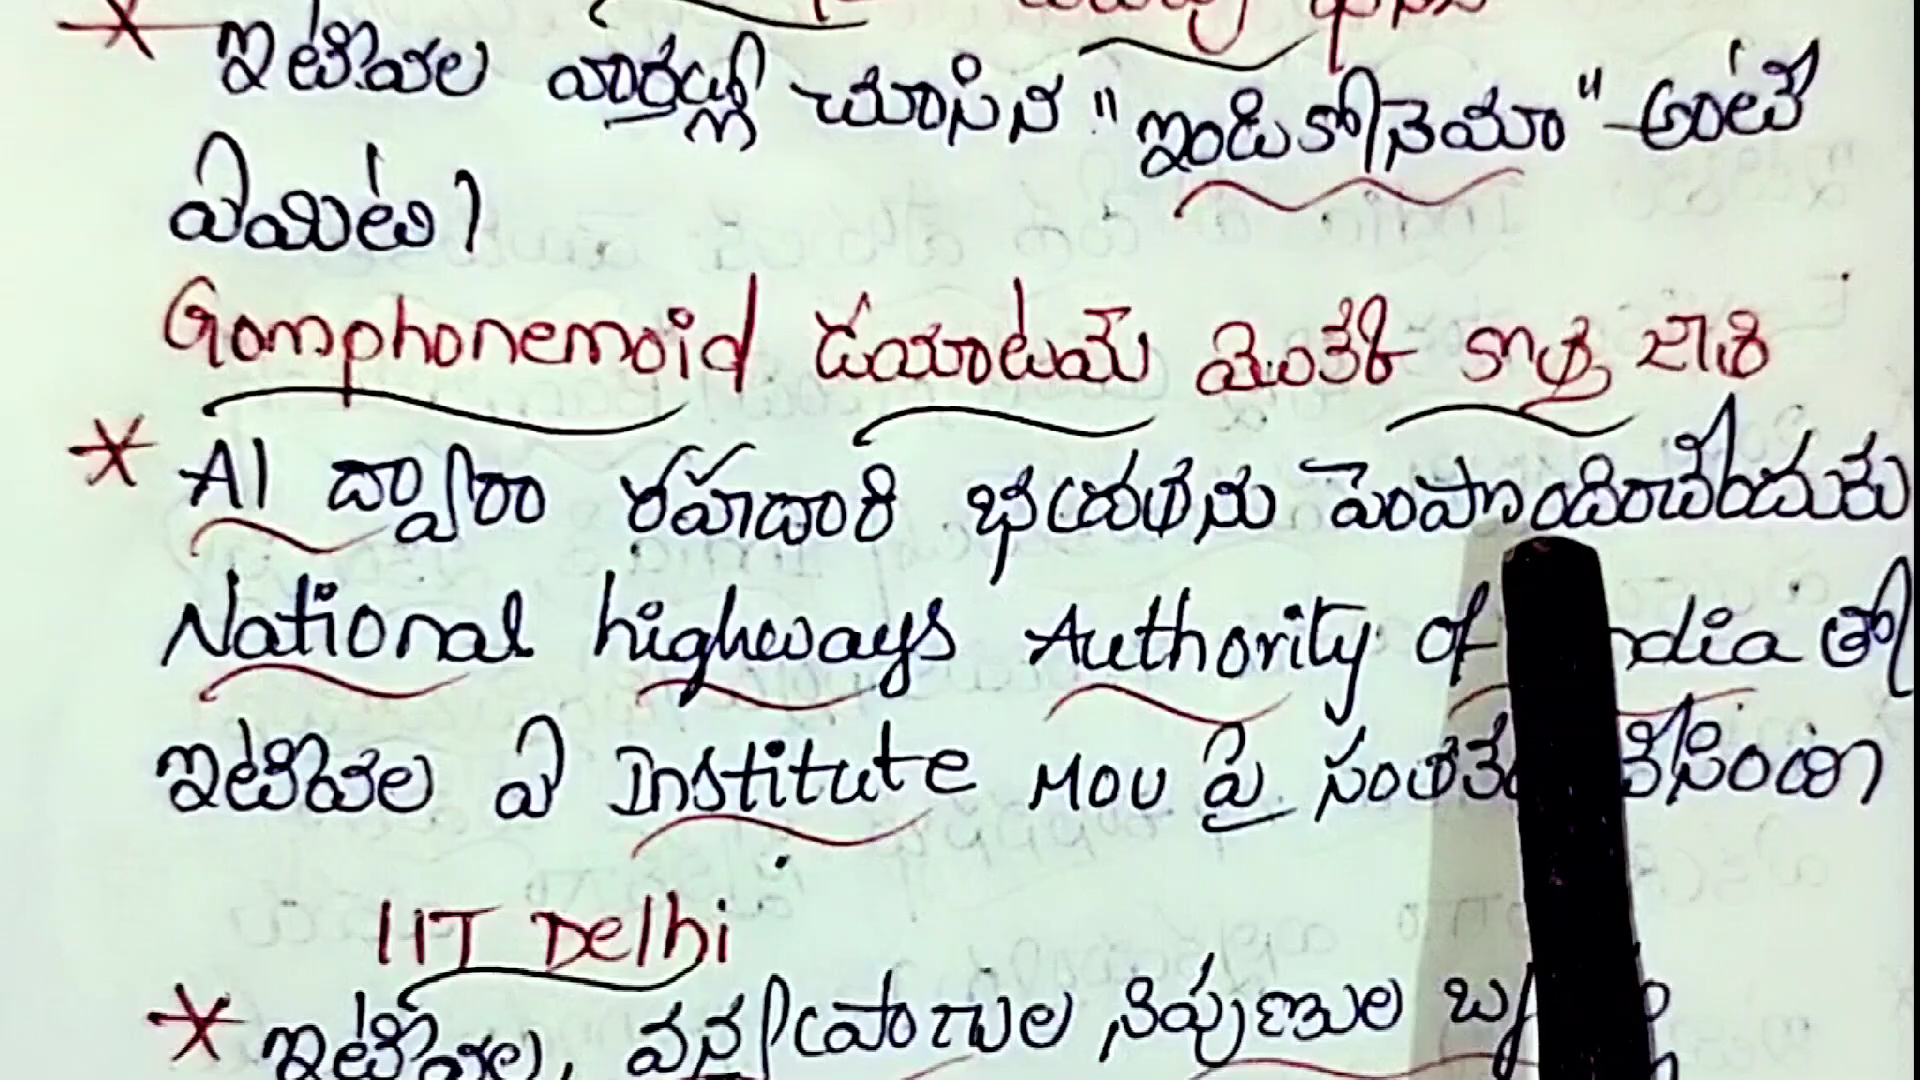 ఇటీవల వార్తల్లో చూసిన "ఇండికోనెమా" అంటే
ఏమిటి?
Gomphonemoid డయాటమ్ యొక్క కొత్త జాతి
* AI ద్వారా రహదారి భద్రతను పెంపొందించేందుకు
National highways Authority of India తో
ఇటీవల ఏ Institute MOU పై సంతకం చేసింది
IIT Delhi
* ఇటీవల, వన్యప్రాణుల నిపుణుల